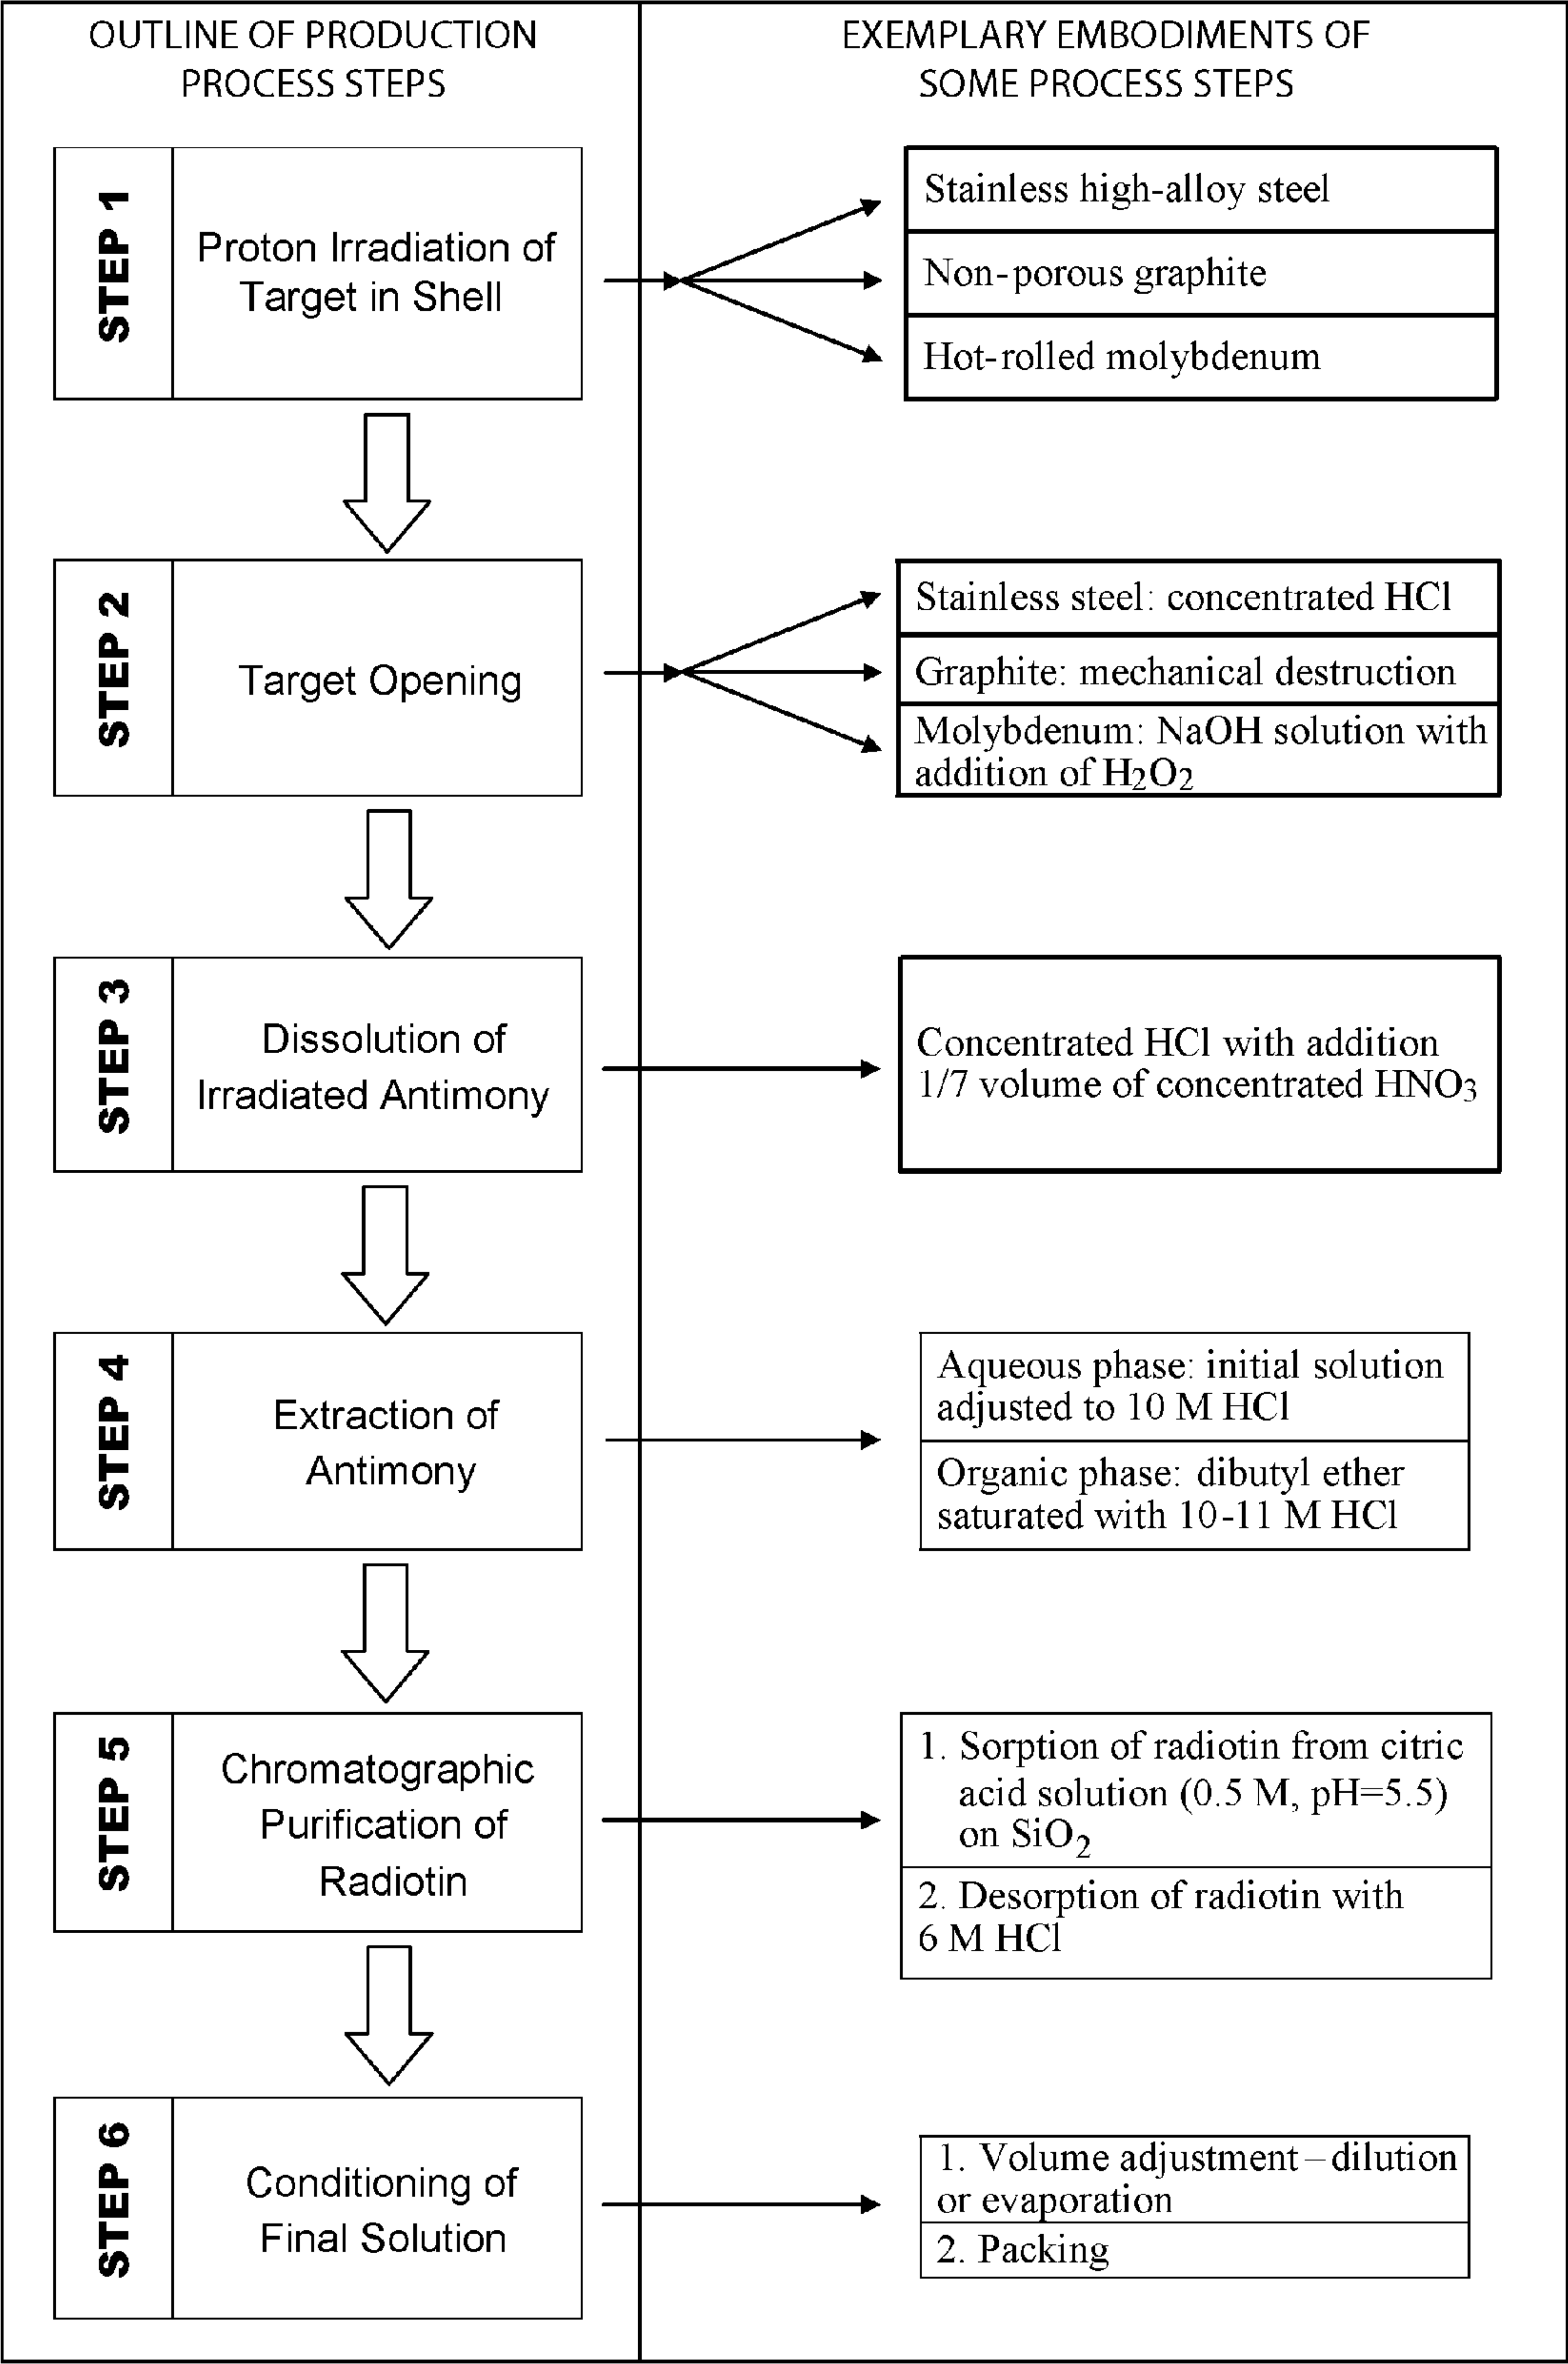 OUTLINE OF PRODUCTION
PROCESS STEPS
EXEMPLARY EMBODIMENTS OF
SOME PROCESS STEPS
STEP 1
Proton Irradiation of
Target in Shell
Stainless high-alloy steel
Non-porous graphite
Hot-rolled molybdenum
STEP 2
Target Opening
Stainless steel: concentrated HCl
Graphite: mechanical destruction
Molybdenum: NaOH solution with
addition of H2O2
STEP 3
Dissolution of
Irradiated Antimony
Concentrated HCl with addition
1/7 volume of concentrated HNO3
STEP 4
Extraction of
Antimony
Aqueous phase: initial solution
adjusted to 10 M HCl
Organic phase: dibutyl ether
saturated with 10-11 M HCl
STEP 5
Chromatographic
Purification of
Radiotin
1. Sorption of radiotin from citric
acid solution (0.5 M, pH=5.5)
on SiO2
2. Desorption of radiotin with
6 M HCl
STEP 6
Conditioning of
Final Solution
1. Volume adjustment – dilution
or evaporation
2. Packing